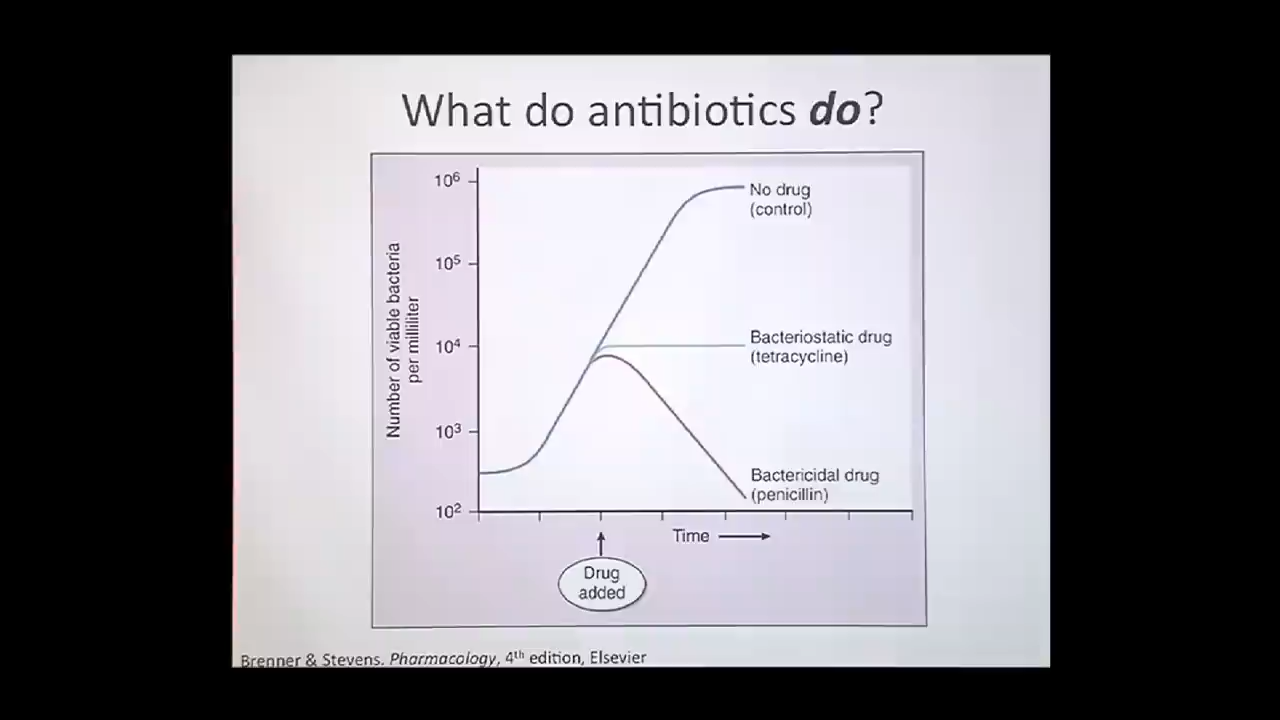 What do antibiotics do?
Number of viable bacteria
per milliliter
10⁶
10⁵
10⁴
10³
10²
No drug
(control)
Bacteriostatic drug
(tetracycline)
Bactericidal drug
(penicillin)
Time
Drug
added
Brenner & Stevens. Pharmacology, 4th edition, Elsevier